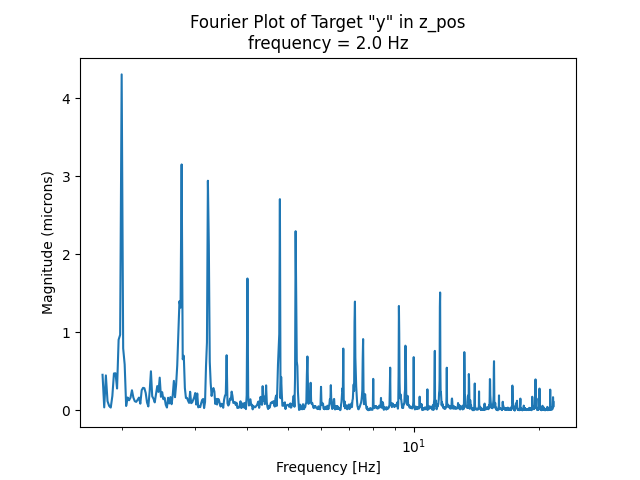 Fourier Plot of Target "y" in z_pos
frequency = 2.0 Hz
4
3
2
1
0
Magnitude (microns)
10¹
Frequency [Hz]